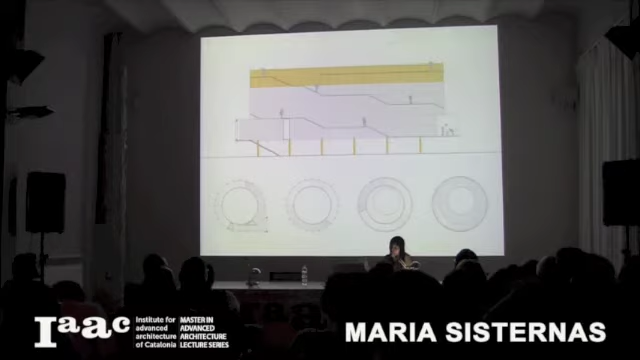 Iaac
Institute for
advanced
architecture
of Catalonia
MASTER IN
ADVANCED
ARCHITECTURE
LECTURE SERIES
MARIA SISTERNAS